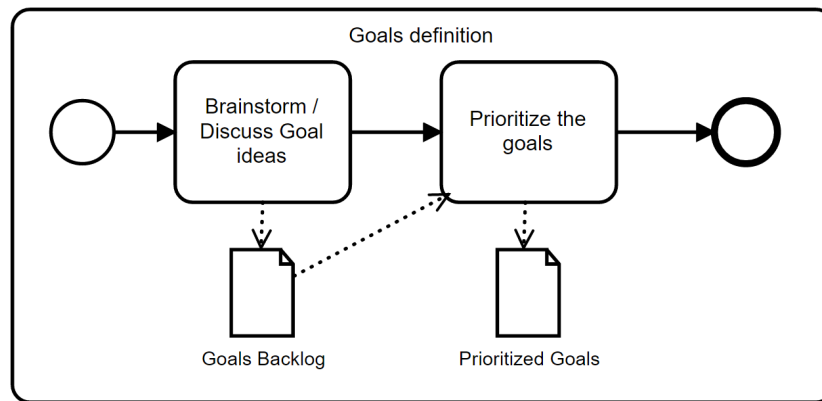 Goals definition
Brainstorm /
Discuss Goal
ideas
Prioritize the
goals
Goals Backlog
Prioritized Goals